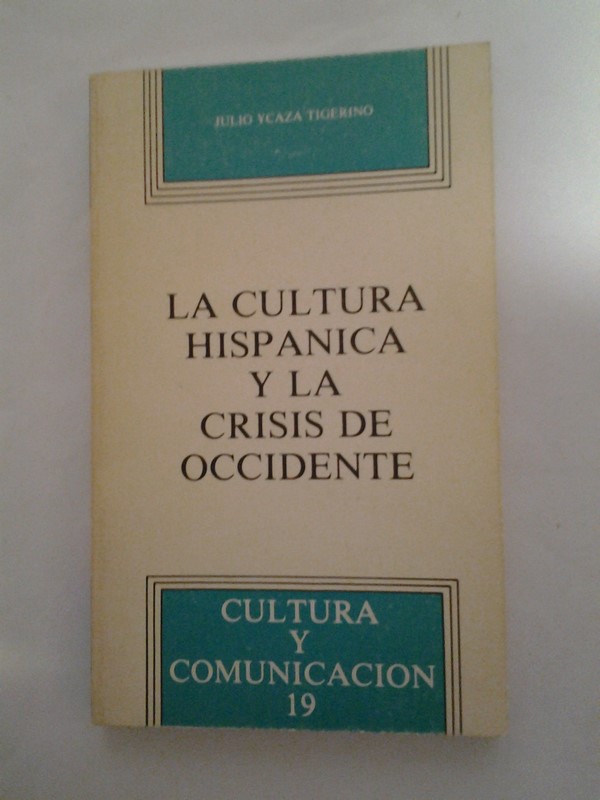 JULIO YCAZA TIGERINO
LA CULTURA
HISPANICA
Y LA
CRISIS DE
OCCIDENTE
CULTURA
Y
COMUNICACION
19